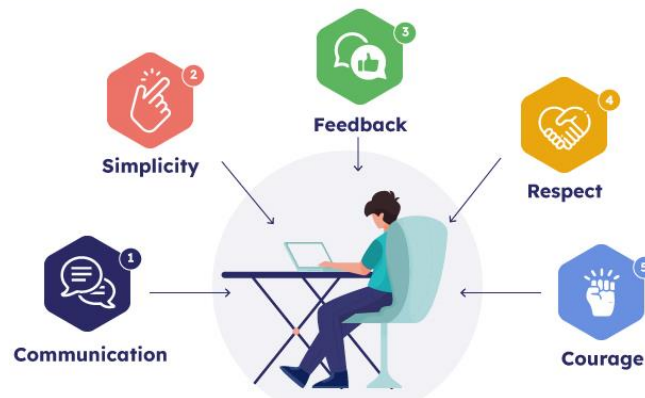 1
Communication
2
Simplicity
3
Feedback
4
Respect
5
Courage